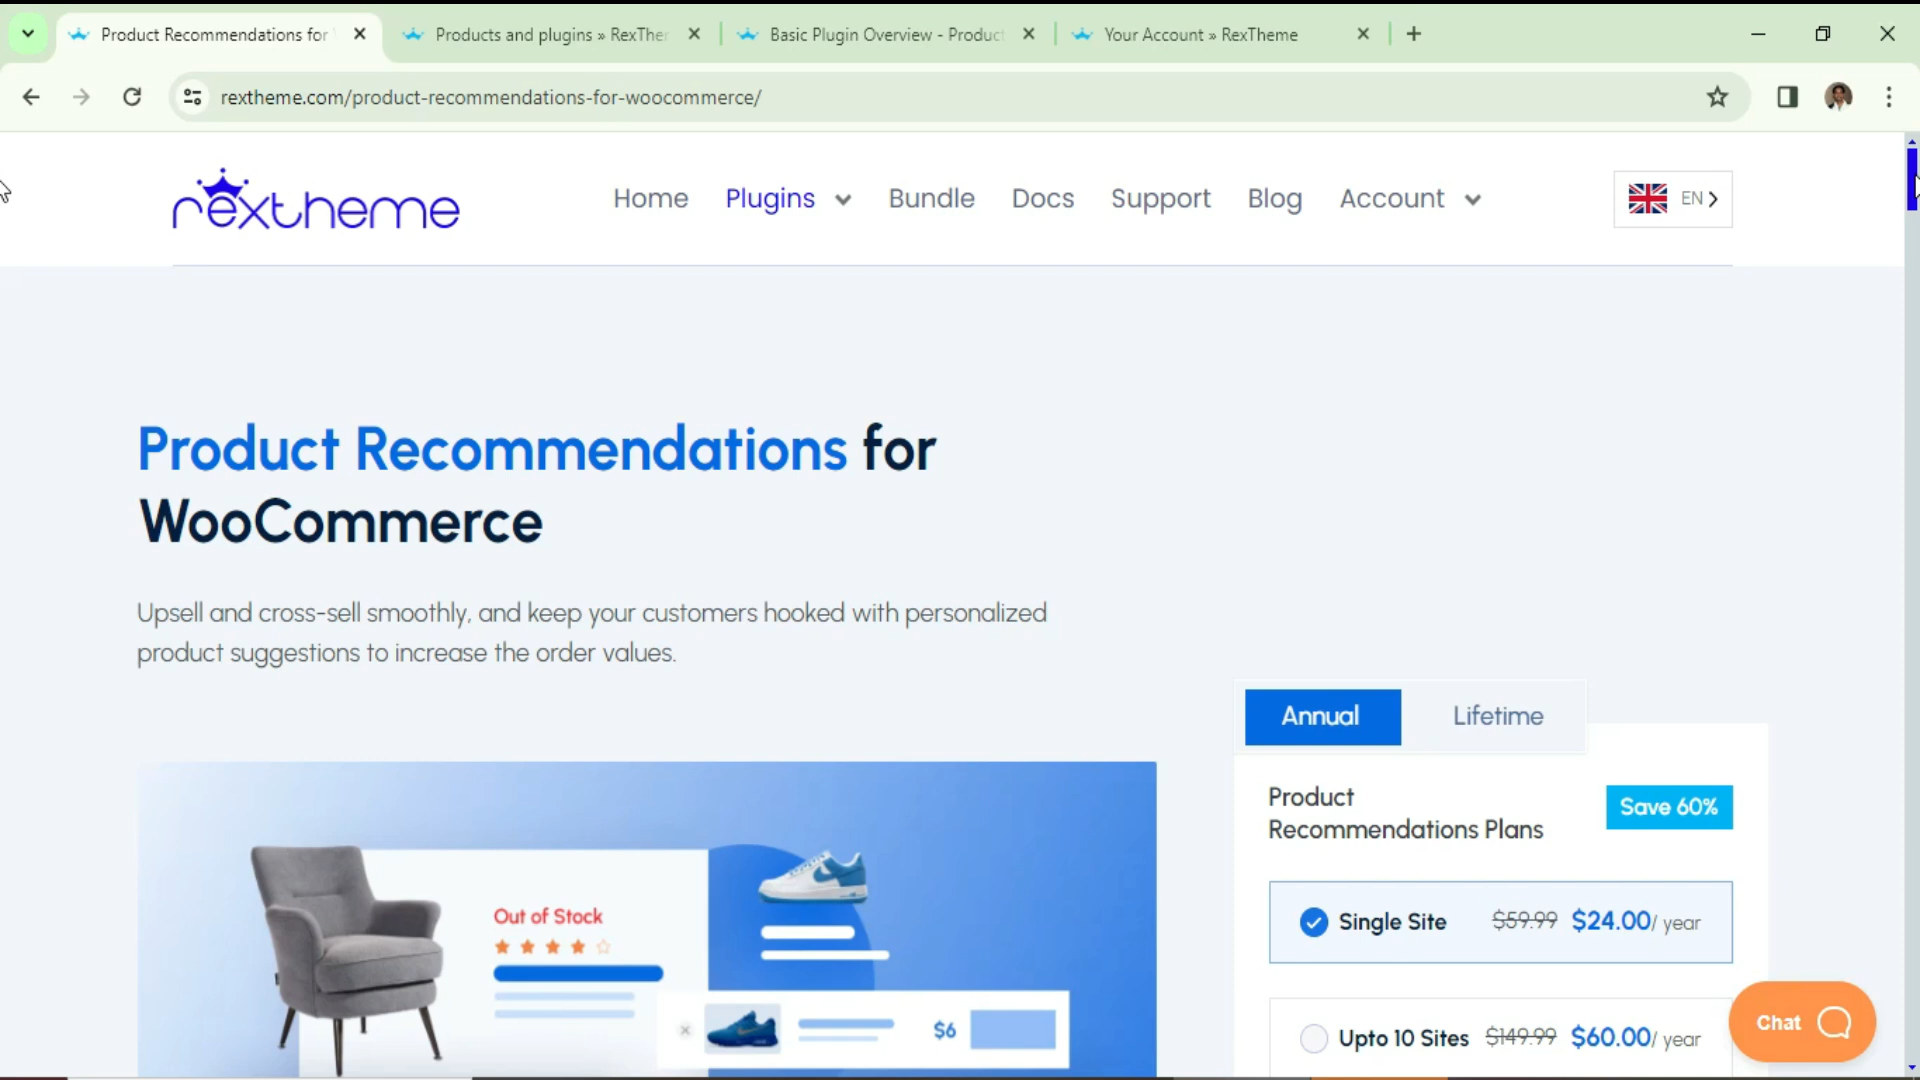 Product Recommendations for
Products and plugins » RexTher
Basic Plugin Overview - Product
Your Account » RexTheme
rextheme.com/product-recommendations-for-woocommerce/
rextheme
Home
Plugins
Bundle
Docs
Support
Blog
Account
EN
Product Recommendations for
WooCommerce
Upsell and cross-sell smoothly, and keep your customers hooked with personalized
product suggestions to increase the order values.
Annual
Lifetime
Product
Recommendations Plans
Save 60%
Out of Stock
$6
Single Site $59.99 $24.00/ year
Upto 10 Sites $149.99 $60.00/ year
Chat